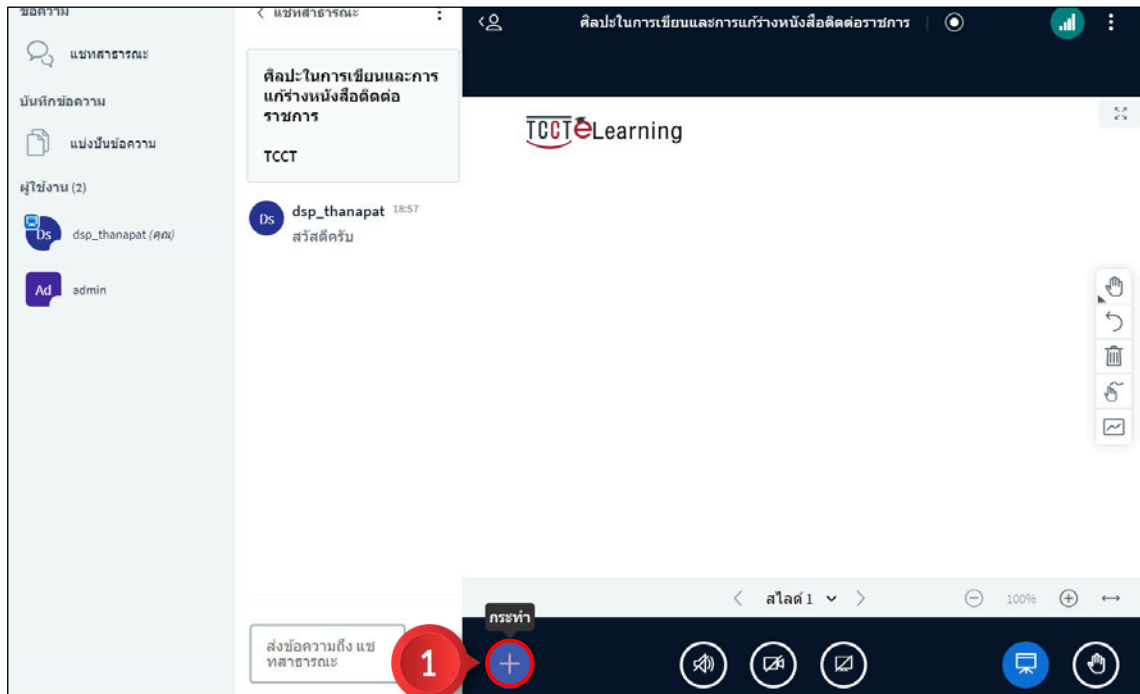 ข้อความ
แชทสาธารณะ
บันทึกข้อความ
แบ่งปันข้อความ
ผู้ใช้งาน (2)
Ds
dsp_thanapat (คุณ)
Ad
admin
แชทสาธารณะ
ศิลปะในการเขียนและการ
แก้ร่างหนังสือติดต่อ
ราชการ
TCCT
Ds
dsp_thanapat 18:57
สวัสดีครับ
ส่งข้อความถึง แช
ทสาธารณะ
ศิลปะในการเขียนและการแก้ร่างหนังสือติดต่อราชการ
TCCT eLearning
สไลด์ 1
100%
กระทำ
1